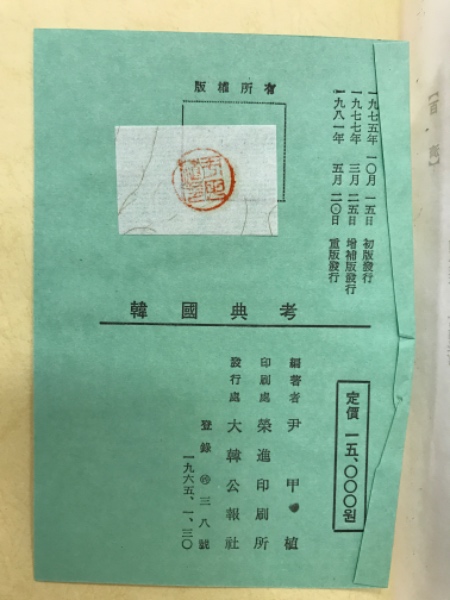 一九七五年 一〇月 一五日 初版發行
一九七七年 三月 二五日 增補版發行
一九八一年 五月 二〇日 重版發行
版權所有
韓國典考
定價 一五,〇〇〇원
編著者 尹甲植
印刷處 榮進印刷所
發行處 大韓公報社
登錄 三八號
一九六五、一、三〇